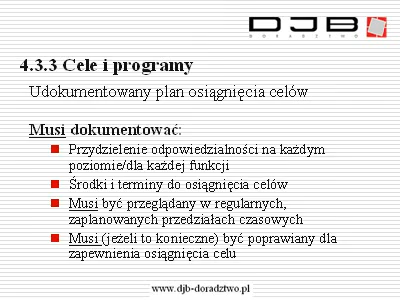 DJB
DORADZTWO
4.3.3 Cele i programy
Udokumentowany plan osiągnięcia celów
Musi dokumentować:
Przydzielenie odpowiedzialności na każdym
poziomie/dla każdej funkcji
Środki i terminy do osiągnięcia celów
Musi być przeglądany w regularnych,
zaplanowanych przedziałach czasowych
Musi (jeżeli to konieczne) być poprawiany dla
zapewnienia osiągnięcia celu
www.djb-doradztwo.pl